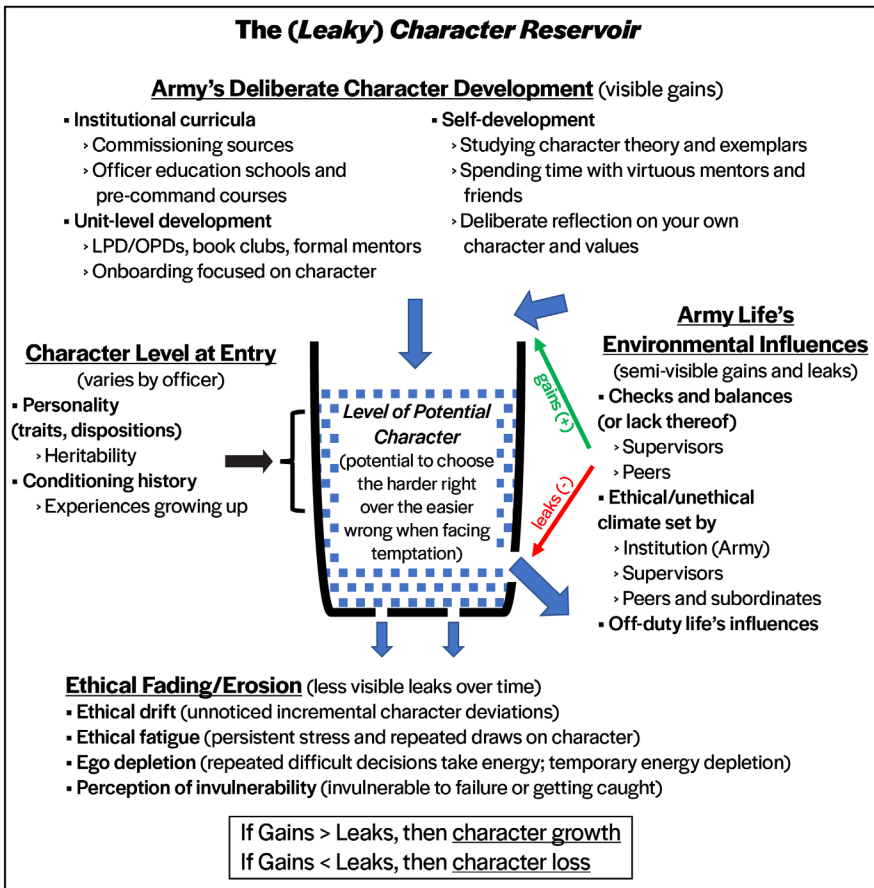 The (Leaky) Character Reservoir
Army's Deliberate Character Development (visible gains)
▪ Institutional curricula
› Commissioning sources
› Officer education schools and
pre-command courses
▪ Unit-level development
› LPD/OPDs, book clubs, formal mentors
› Onboarding focused on character
▪ Self-development
› Studying character theory and exemplars
› Spending time with virtuous mentors and
friends
› Deliberate reflection on your own
character and values
Character Level at Entry
(varies by officer)
▪ Personality
(traits, dispositions)
› Heritability
▪ Conditioning history
› Experiences growing up
Level of Potential
Character
(potential to choose
the harder right
over the easier
wrong when facing
temptation)
gains (+)
leaks (-)
Army Life's
Environmental Influences
(semi-visible gains and leaks)
▪ Checks and balances
(or lack thereof)
› Supervisors
› Peers
▪ Ethical/unethical
climate set by
› Institution (Army)
› Supervisors
› Peers and subordinates
▪ Off-duty life's influences
Ethical Fading/Erosion (less visible leaks over time)
▪ Ethical drift (unnoticed incremental character deviations)
▪ Ethical fatigue (persistent stress and repeated draws on character)
▪ Ego depletion (repeated difficult decisions take energy; temporary energy depletion)
▪ Perception of invulnerability (invulnerable to failure or getting caught)
If Gains > Leaks, then character growth
If Gains < Leaks, then character loss